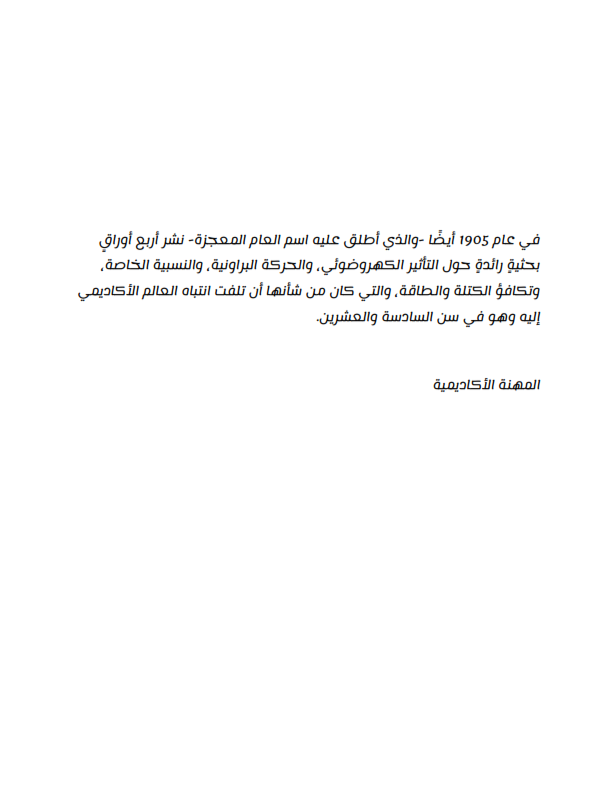 في عام 1905 أيضًا -والذي أطلق عليه اسم العام المعجزة- نشر أربع أوراقٍ
بحثيةٍ رائدةٍ حول التأثير الكهروضوئي، والحركة البراونية، والنسبية الخاصة،
وتكافؤ الكتلة والطاقة، والتي كان من شأنها أن تلفت انتباه العالم الأكاديمي
إليه وهو في سن السادسة والعشرين.
المهنة الأكاديمية